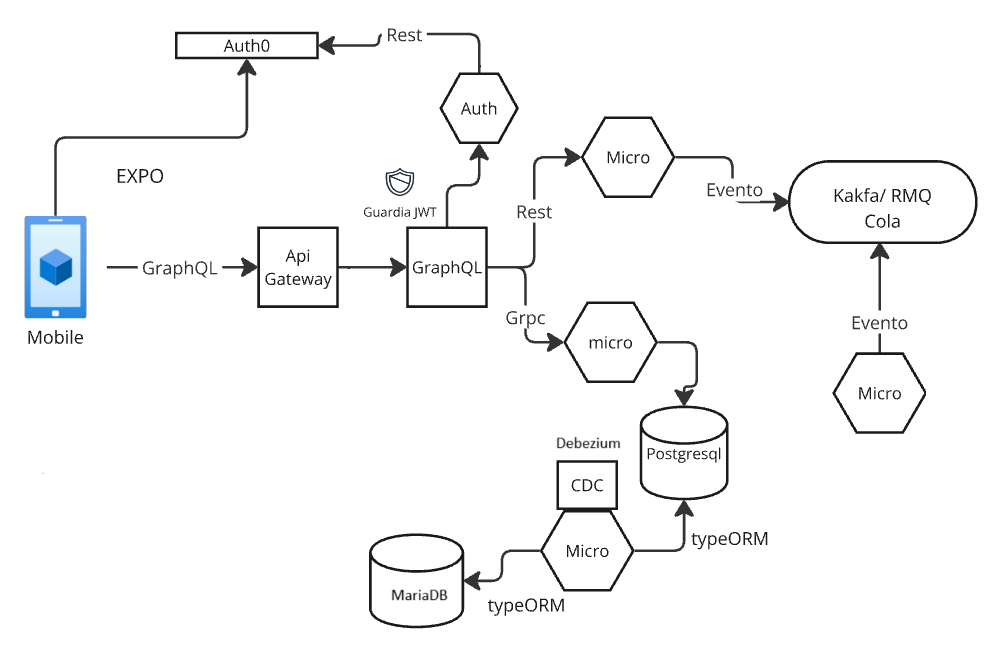 Rest
Auth0
Auth
Micro
EXPO
Evento
Kakfa/ RMQ
Cola
Guardia JWT
Rest
Api
Gateway
GraphQL
GraphQL
Mobile
Grpc
micro
Evento
Micro
Debezium
Postgresql
CDC
Micro
typeORM
MariaDB
typeORM